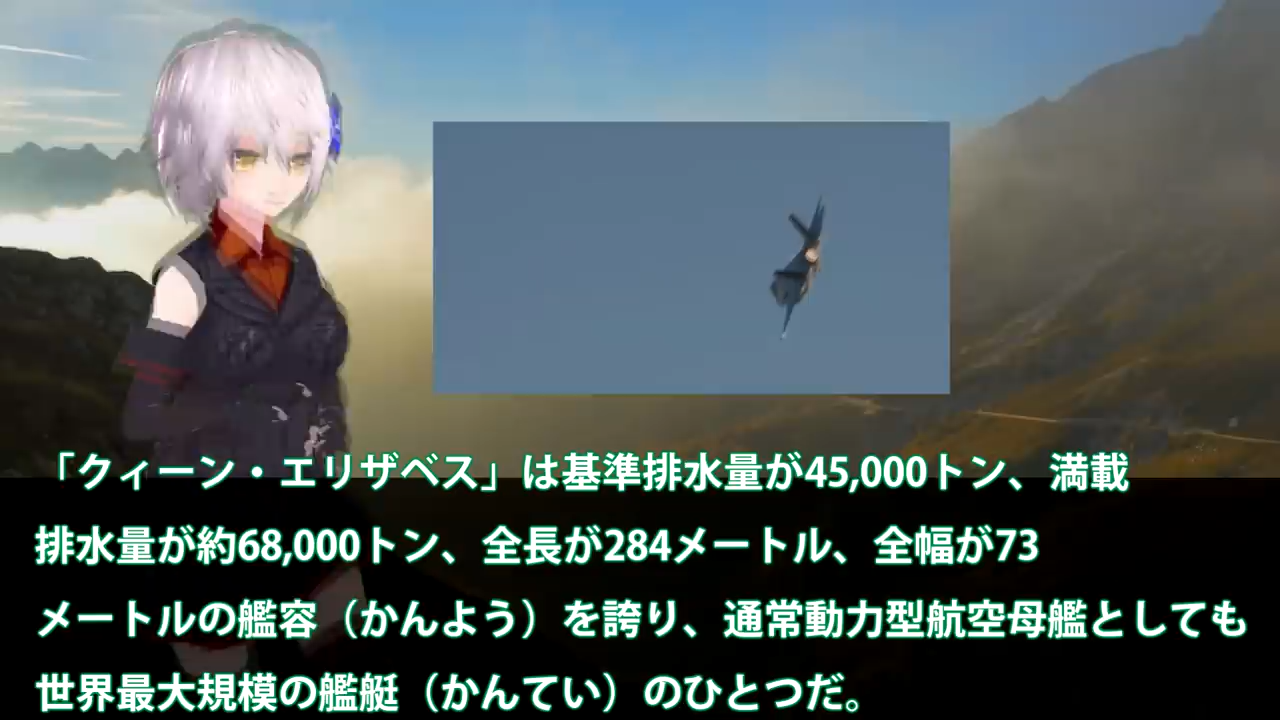 「クィーン・エリザベス」は基準排水量が45,000トン、満載
排水量が約68,000トン、全長が284メートル、全幅が73
メートルの艦容（かんよう）を誇り、通常動力型航空母艦としても
世界最大規模の艦艇（かんてい）のひとつだ。